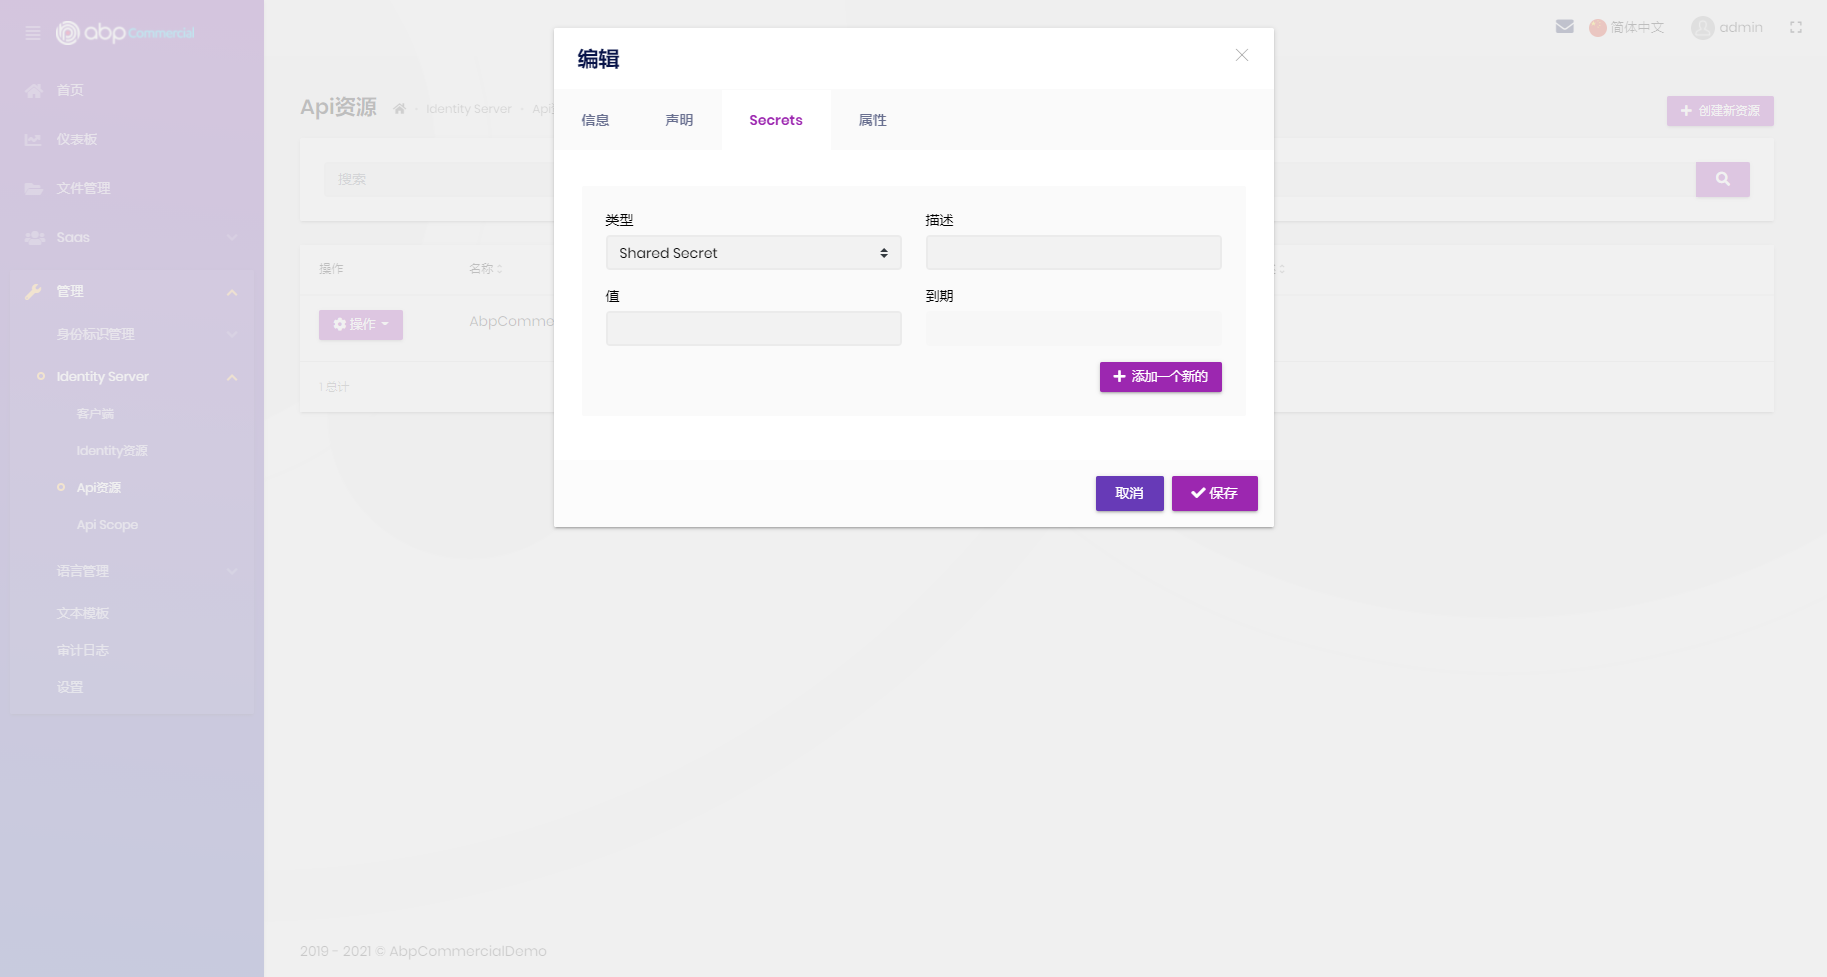 abp Commercial
首页
仪表板
文件管理
Saas
管理
身份标识管理
Identity Server
客户端
Identity资源
Api资源
Api Scope
语言管理
文本模板
审计日志
设置
简体中文
admin
Api资源
Identity Server
Api
创建新资源
搜索
操作
名称
操作
AbpComme
1 总计
编辑
信息
声明
Secrets
属性
类型
描述
Shared Secret
值
到期
添加一个新的
取消
保存
2019 - 2021 © AbpCommercialDemo